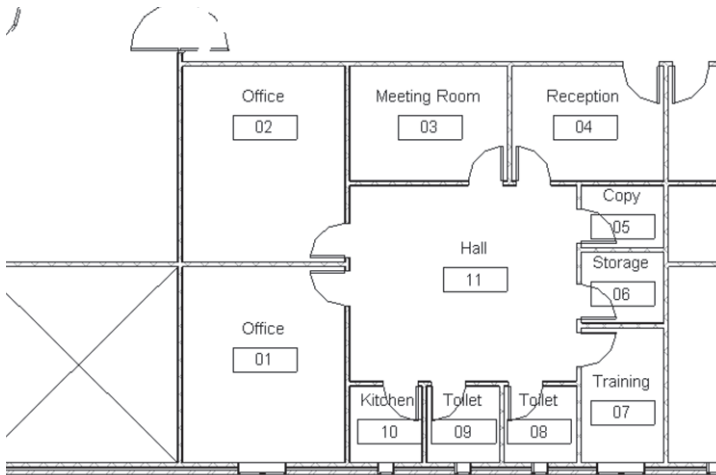 Office
02
Meeting Room
03
Reception
04
Copy
05
Hall
11
Storage
06
Office
01
Training
07
Kitchen
10
Toilet
09
Toilet
08